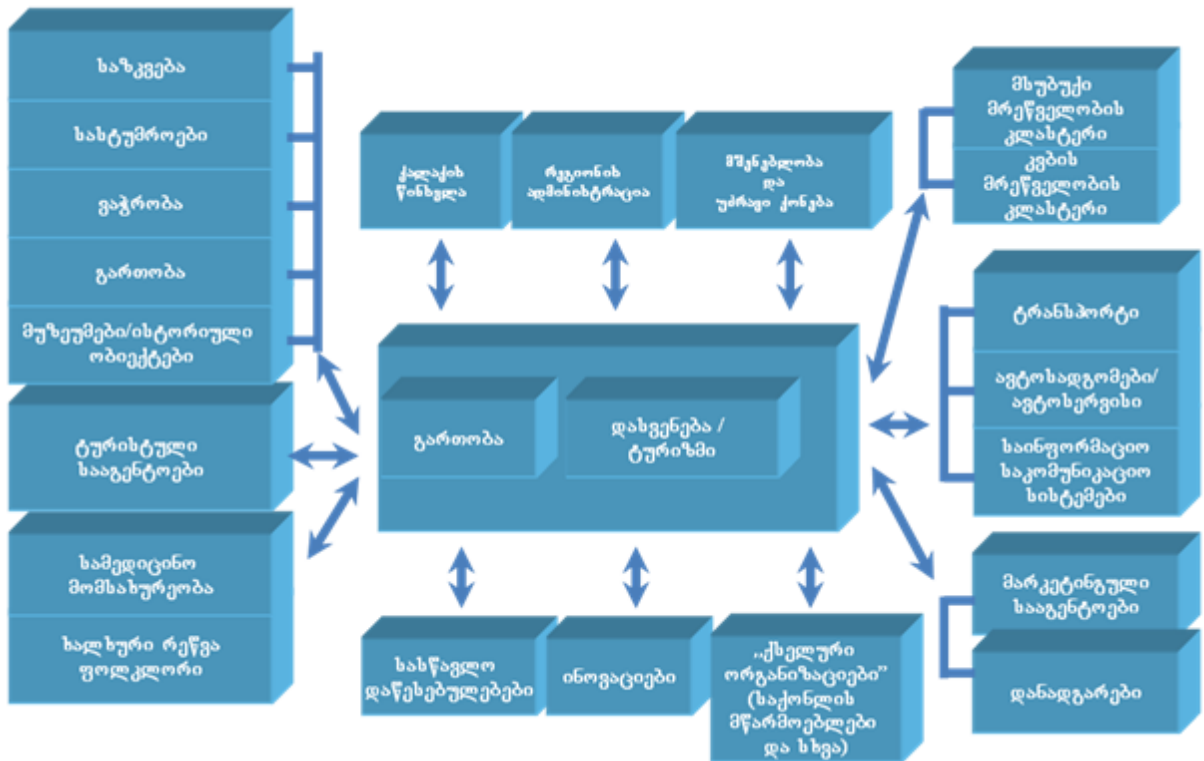 საზკვება
სასტუმროები
ვაჭრობა
გართობა
მუზეუმები/ისტორიული
ობიექტები
ტურისტული
სააგენტოები
სამედიცინო
მომსახურეობა
ხალხური რეწვა
ფოლკლორი
ქალაქის
წინსვლა
რეგიონის
ადმინისტრაცია
მშენებლობა
და
უძრავი ქონება
გართობა
დასვენება /
ტურიზმი
სასწავლო
დაწესებულებები
ინოვაციები
,,ქსელური
ორგანიზაციები”
(საქონლის
მწარმოებლები
და სხვა)
მსუბუქი
მრეწველობის
კლასტერი
კვბის
მრეწველობის
კლასტერი
ტრანსპორტი
ავტოსადგომები/
ავტოსერვისი
საინფორმაციო
საკომუნიკაციო
სისტემები
მარკეტინგული
სააგენტოები
დანადგარები